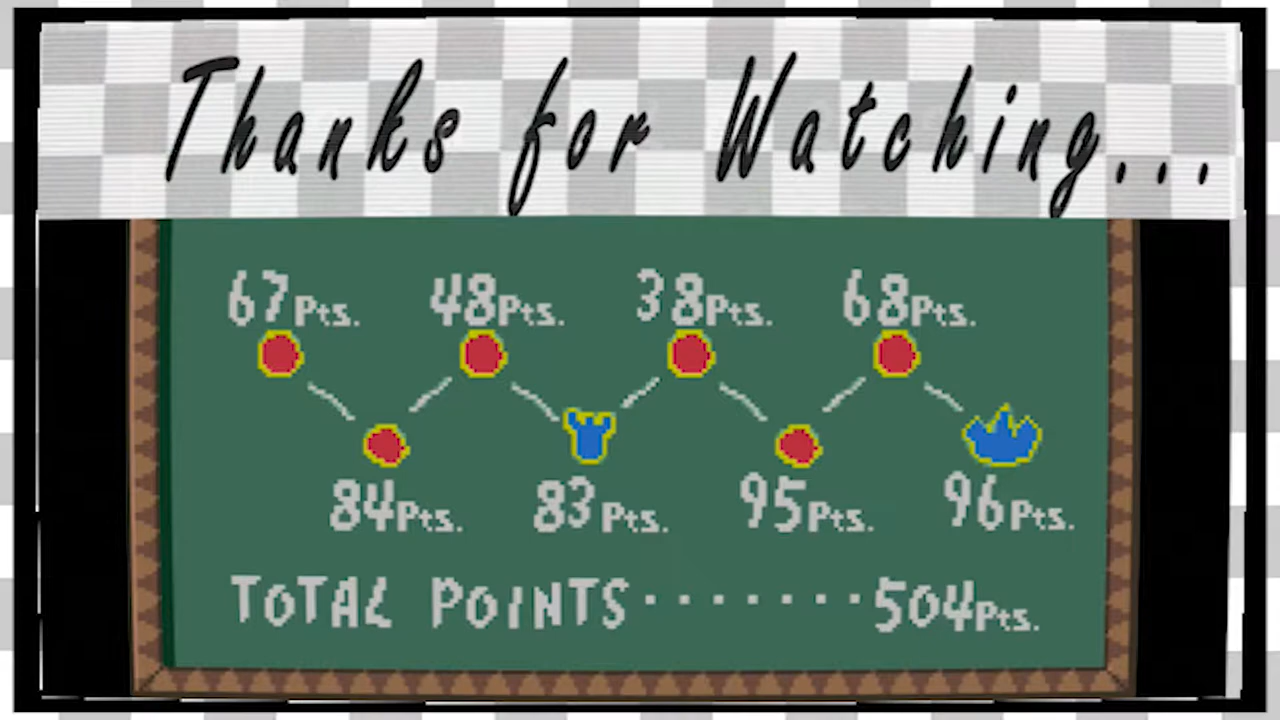 Thanks for Watching...
67Pts. 48Pts. 38Pts. 68Pts.
84Pts. 83Pts. 95Pts. 96Pts.
TOTAL POINTS.......504Pts.